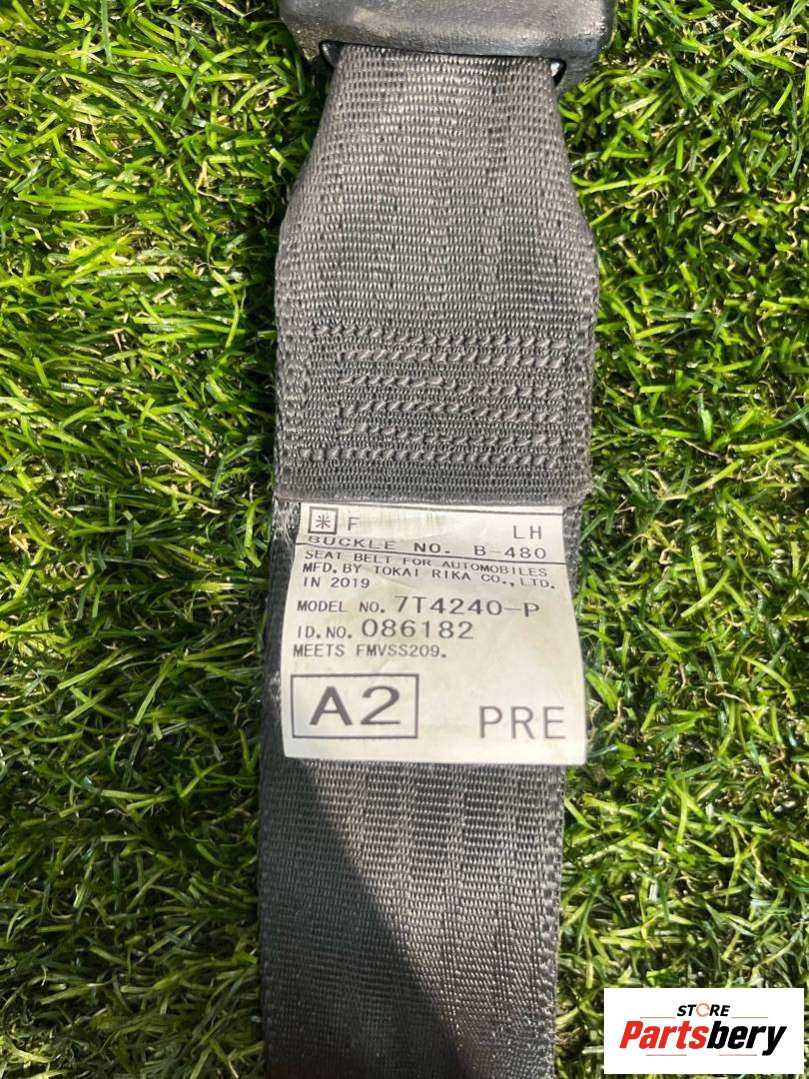 米 F LH
BUCKLE NO. B-480
SEAT BELT FOR AUTOMOBILES
MFD. BY TOKAI RIKA CO., LTD.
IN 2019
MODEL NO. 7T4240-P
ID. NO. 086182
MEETS FMVSS209.
A2 PRE
STORE
Partsbery